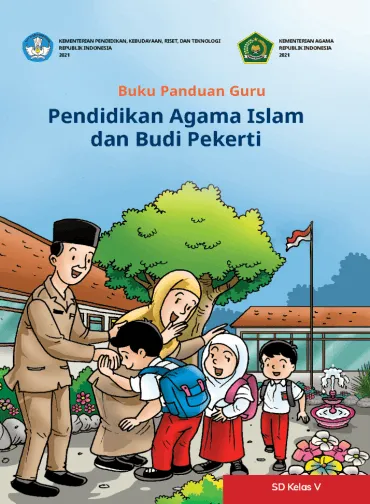 KEMENTERIAN PENDIDIKAN, KEBUDAYAAN, RISET, DAN TEKNOLOGI
REPUBLIK INDONESIA
2021
KEMENTERIAN AGAMA
REPUBLIK INDONESIA
2021
Buku Panduan Guru
Pendidikan Agama Islam
dan Budi Pekerti
SD Kelas V